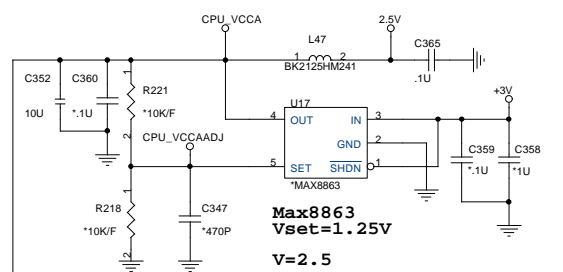 CPU_VCCA
2.5V
L47
1 2
BK2125HM241
C365
.1U
C352
10U
C360
*.1U
1
R221
*10K/F
2
CPU_VCCAADJ
U17
4 OUT IN 3
GND 2
5 SET SHDN 1
*MAX8863
+3V
C359
*.1U
C358
*1U
1
R218
*10K/F
2
C347
*470P
Max8863
Vset=1.25V
V=2.5